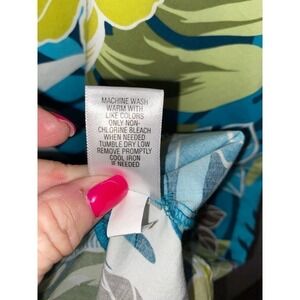 MACHINE WASH
WARM WITH
LIKE COLORS
ONLY NON-
CHLORINE BLEACH
WHEN NEEDED
TUMBLE DRY LOW
REMOVE PROMPTLY
COOL IRON
IF NEEDED